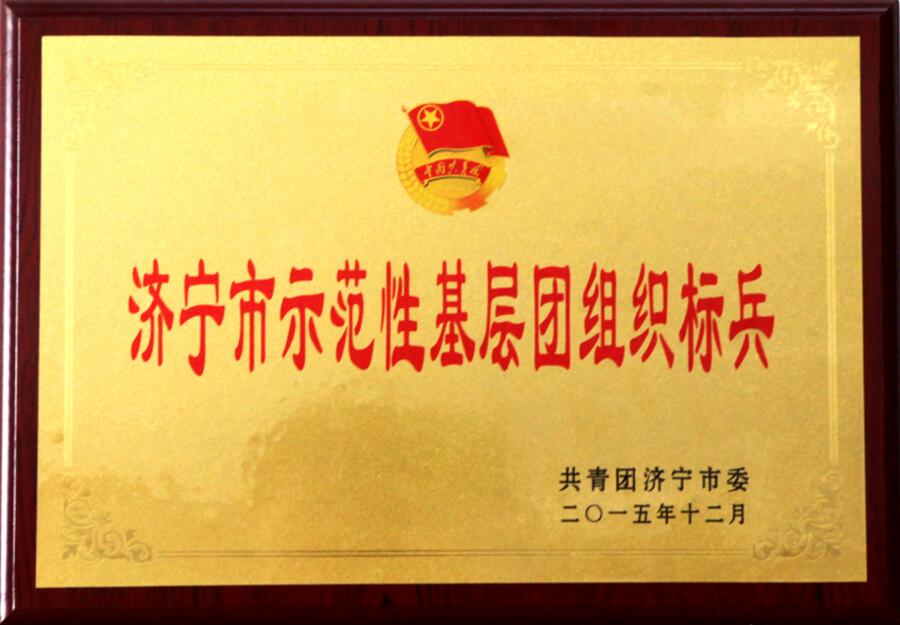 中国共青团
济宁市示范性基层团组织标兵
共青团济宁市委
二〇一五年十二月